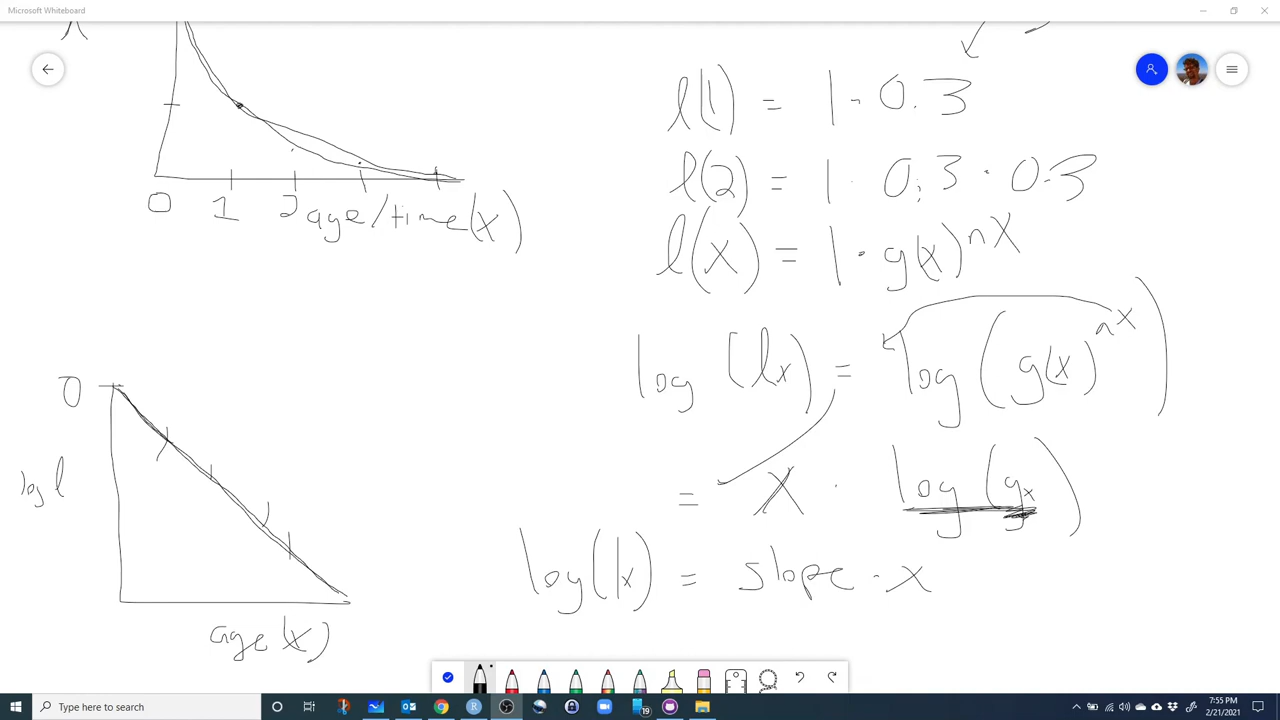 Microsoft Whiteboard
0 1 2 age/time(x)
l(1) = 1 · 0.3
l(2) = 1 · 0.3 · 0.3
l(x) = 1 · g(x)^nx
log (lx) = log (g(x)^nx)
= x · log (gx)
log(lx) = slope · x
0
log l
age (x)
Type here to search
19
7:55 PM
2/21/2021